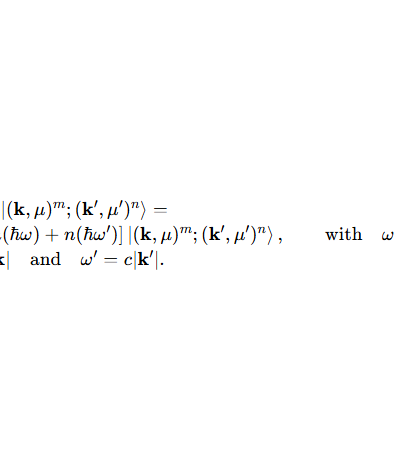 |(𝐤, μ)ᵐ; (𝐤′, μ′)ⁿ⟩ =
(ħω) + n(ħω′)] |(𝐤, μ)ᵐ; (𝐤′, μ′)ⁿ⟩ , with ω
| and ω′ = c|𝐤′|.